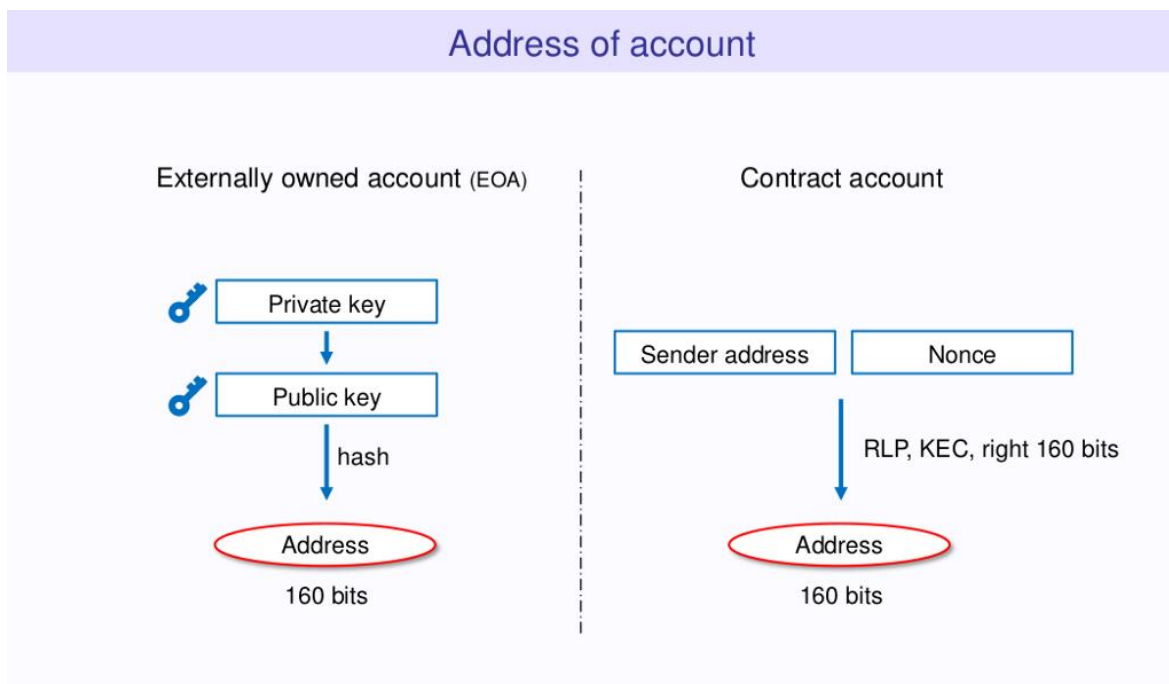 Address of account
Externally owned account (EOA)
Private key
Public key
hash
Address
160 bits
Contract account
Sender address
Nonce
RLP, KEC, right 160 bits
Address
160 bits